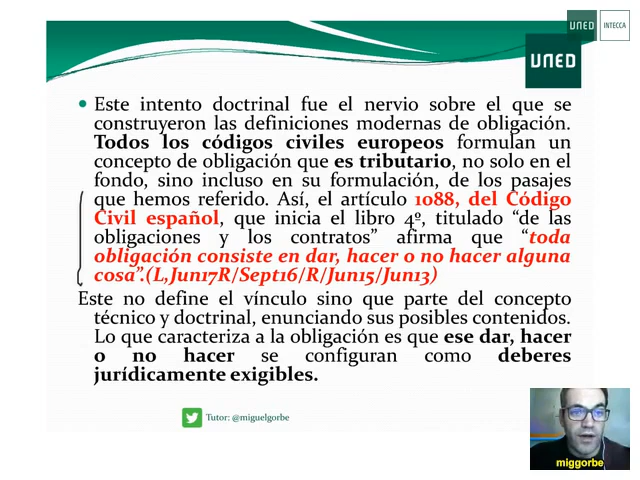 UNED
INTECCA
UNED
Este intento doctrinal fue el nervio sobre el que se
construyeron las definiciones modernas de obligación.
Todos los códigos civiles europeos formulan un
concepto de obligación que es tributario, no solo en el
fondo, sino incluso en su formulación, de los pasajes
que hemos referido. Así, el artículo 1088, del Código
Civil español, que inicia el libro 4º, titulado “de las
obligaciones y los contratos” afirma que “toda
obligación consiste en dar, hacer o no hacer alguna
cosa”.(L,Jun17R/Sept16/R/Jun15/Jun13)
Este no define el vínculo sino que parte del concepto
técnico y doctrinal, enunciando sus posibles contenidos.
Lo que caracteriza a la obligación es que ese dar, hacer
o no hacer se configuran como deberes
jurídicamente exigibles.
Tutor: @miguelgorbe
miggorbe